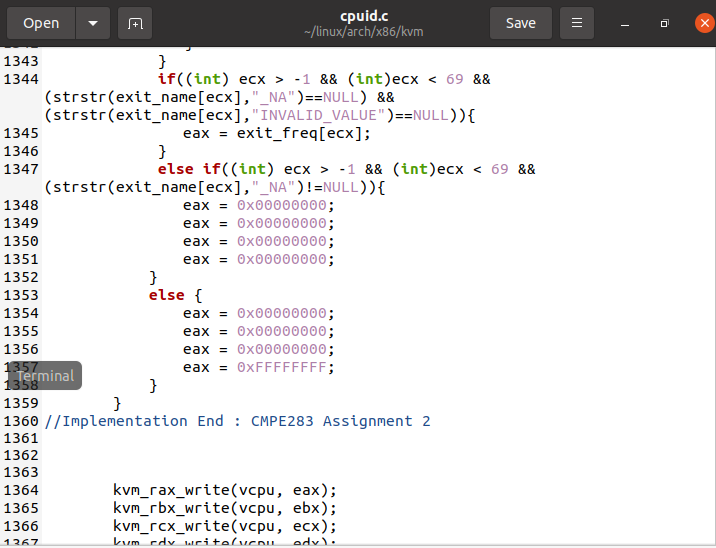 Open
cpuid.c
~/linux/arch/x86/kvm
Save
1343 }
1344 if((int) ecx > -1 && (int)ecx < 69 &&
(strstr(exit_name[ecx],"_NA")==NULL) &&
(strstr(exit_name[ecx],"INVALID_VALUE")==NULL)){
1345 eax = exit_freq[ecx];
1346 }
1347 else if((int) ecx > -1 && (int)ecx < 69 &&
(strstr(exit_name[ecx],"_NA")!=NULL)){
1348 eax = 0x00000000;
1349 eax = 0x00000000;
1350 eax = 0x00000000;
1351 eax = 0x00000000;
1352 }
1353 else {
1354 eax = 0x00000000;
1355 eax = 0x00000000;
1356 eax = 0x00000000;
1357 eax = 0xFFFFFFFF;
Terminal
1358 }
1359 }
1360 //Implementation End : CMPE283 Assignment 2
1361
1362
1363
1364 kvm_rax_write(vcpu, eax);
1365 kvm_rbx_write(vcpu, ebx);
1366 kvm_rcx_write(vcpu, ecx);
1367 kvm_rdx_write(vcpu, edx);